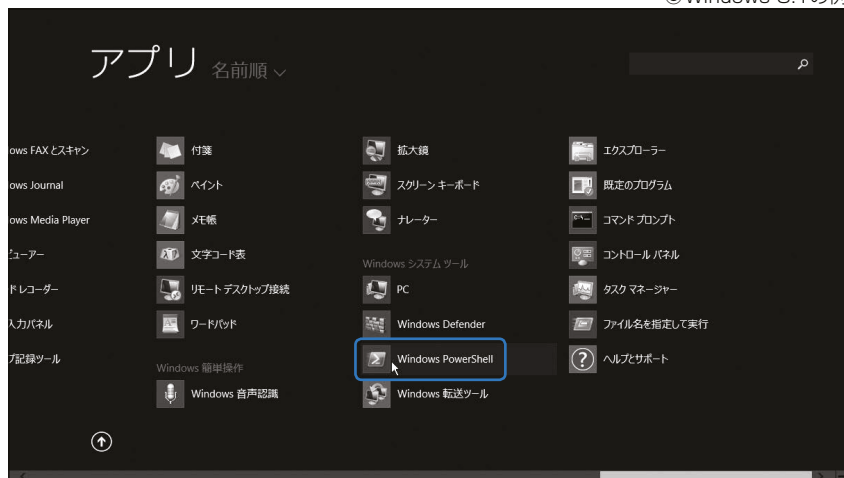 アプリ 名前順
ows FAX とスキャン
ows Journal
ows Media Player
ューアー
ド レコーダー
入力パネル
プ記録ツール
付箋
ペイント
メモ帳
文字コード表
リモート デスクトップ接続
ワードパッド
Windows 簡単操作
Windows 音声認識
拡大鏡
スクリーン キーボード
ナレーター
Windows システム ツール
PC
Windows Defender
Windows PowerShell
Windows 転送ツール
エクスプローラー
既定のプログラム
コマンド プロンプト
コントロール パネル
タスク マネージャー
ファイル名を指定して実行
ヘルプとサポート